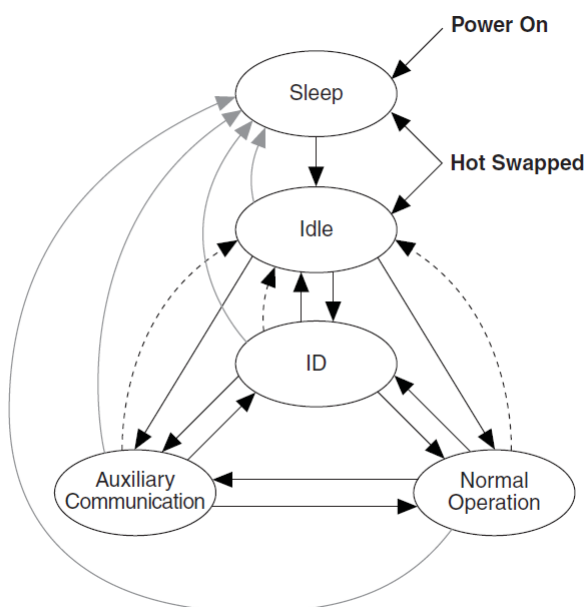 Power On
Sleep
Hot Swapped
Idle
ID
Auxiliary
Communication
Normal
Operation